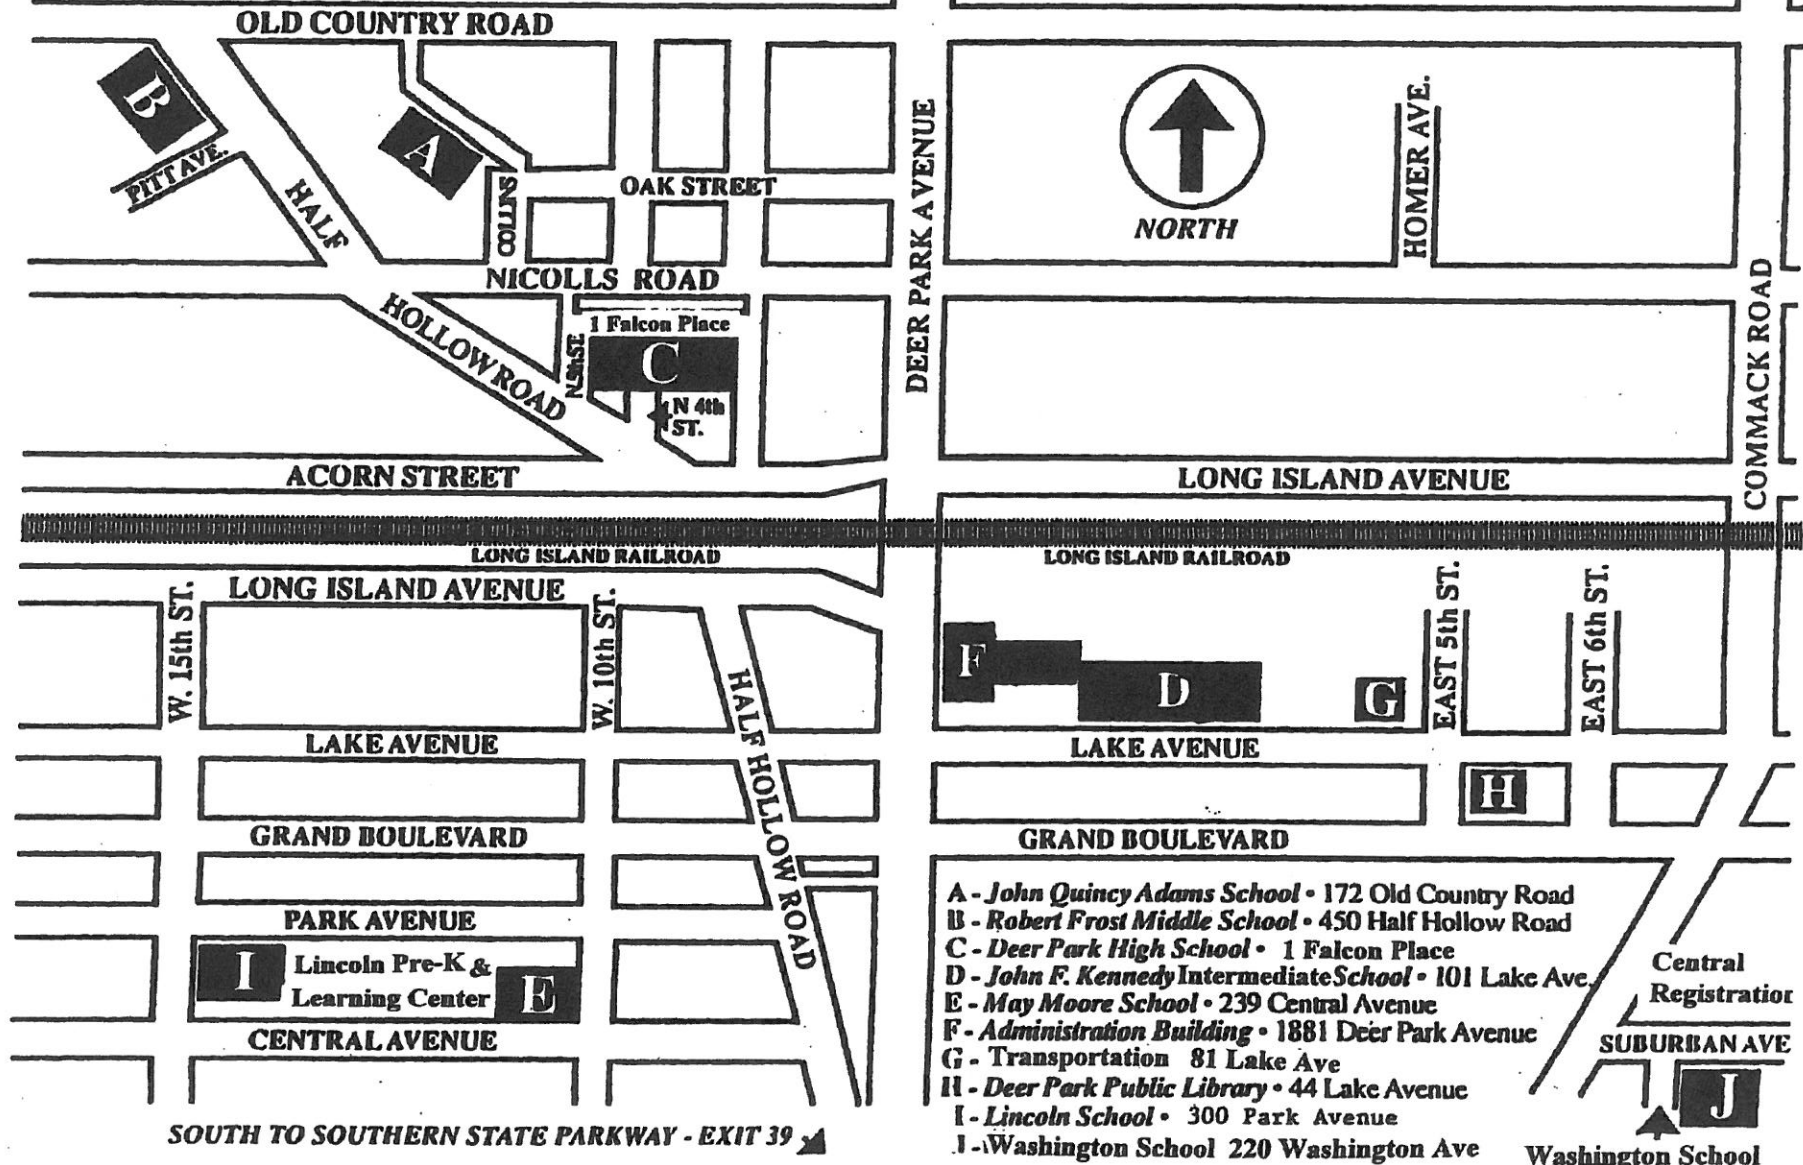 OLD COUNTRY ROAD
B
A
PITT AVE.
HALF
COLLINS
OAK STREET
DEER PARK AVENUE
NORTH
HOMER AVE.
NICOLLS ROAD
HOLLOW ROAD
1 Falcon Place
C
N 4th
ST.
COMMACK ROAD
ACORN STREET
LONG ISLAND AVENUE
LONG ISLAND RAILROAD
LONG ISLAND RAILROAD
LONG ISLAND AVENUE
W. 15th ST.
W. 10th ST.
HALF HOLLOW ROAD
F
D
G
EAST 5th ST.
EAST 6th ST.
LAKE AVENUE
LAKE AVENUE
H
GRAND BOULEVARD
GRAND BOULEVARD
PARK AVENUE
I
Lincoln Pre-K &
Learning Center
E
CENTRAL AVENUE
A - John Quincy Adams School • 172 Old Country Road
B - Robert Frost Middle School • 450 Half Hollow Road
C - Deer Park High School • 1 Falcon Place
D - John F. Kennedy Intermediate School • 101 Lake Ave.
E - May Moore School • 239 Central Avenue
F - Administration Building • 1881 Deer Park Avenue
G - Transportation 81 Lake Ave
H - Deer Park Public Library • 44 Lake Avenue
I - Lincoln School • 300 Park Avenue
J - Washington School 220 Washington Ave
Central
Registration
SUBURBAN AVE
J
Washington School
SOUTH TO SOUTHERN STATE PARKWAY - EXIT 39